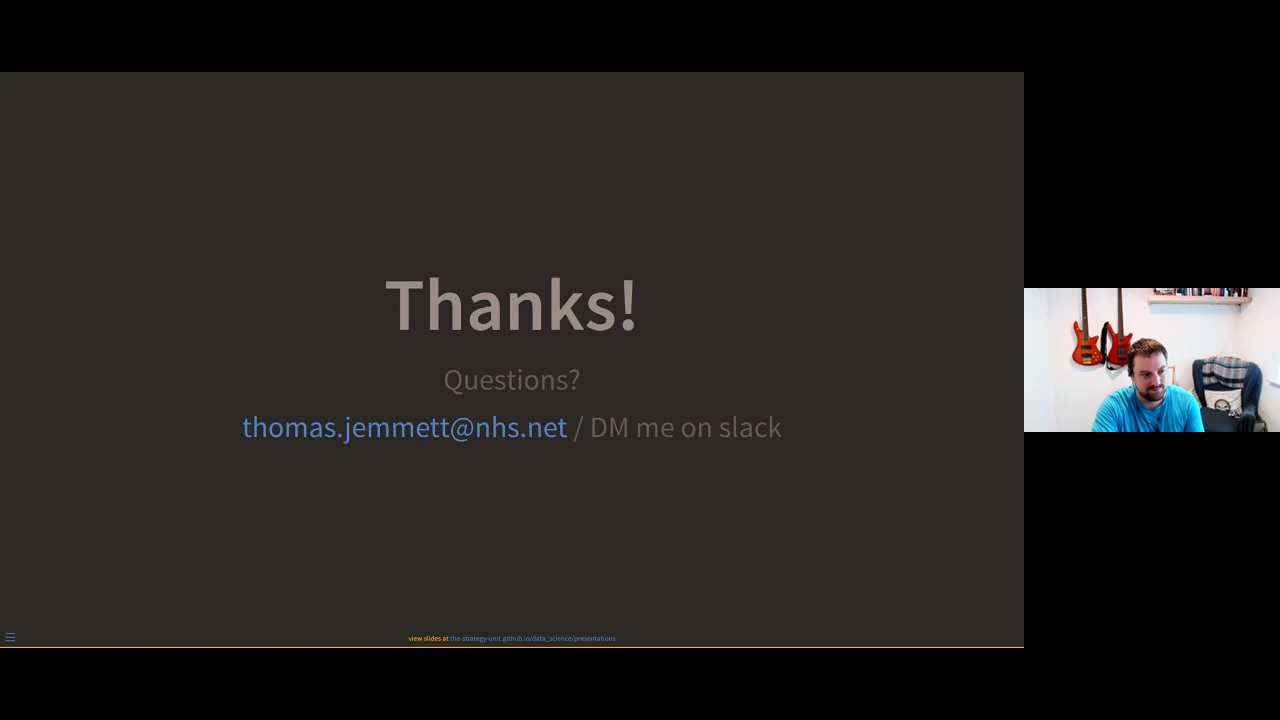 Thanks!
Questions?
thomas.jemmett@nhs.net / DM me on slack
view slides at the-strategy-unit.github.io/data_science/presentations